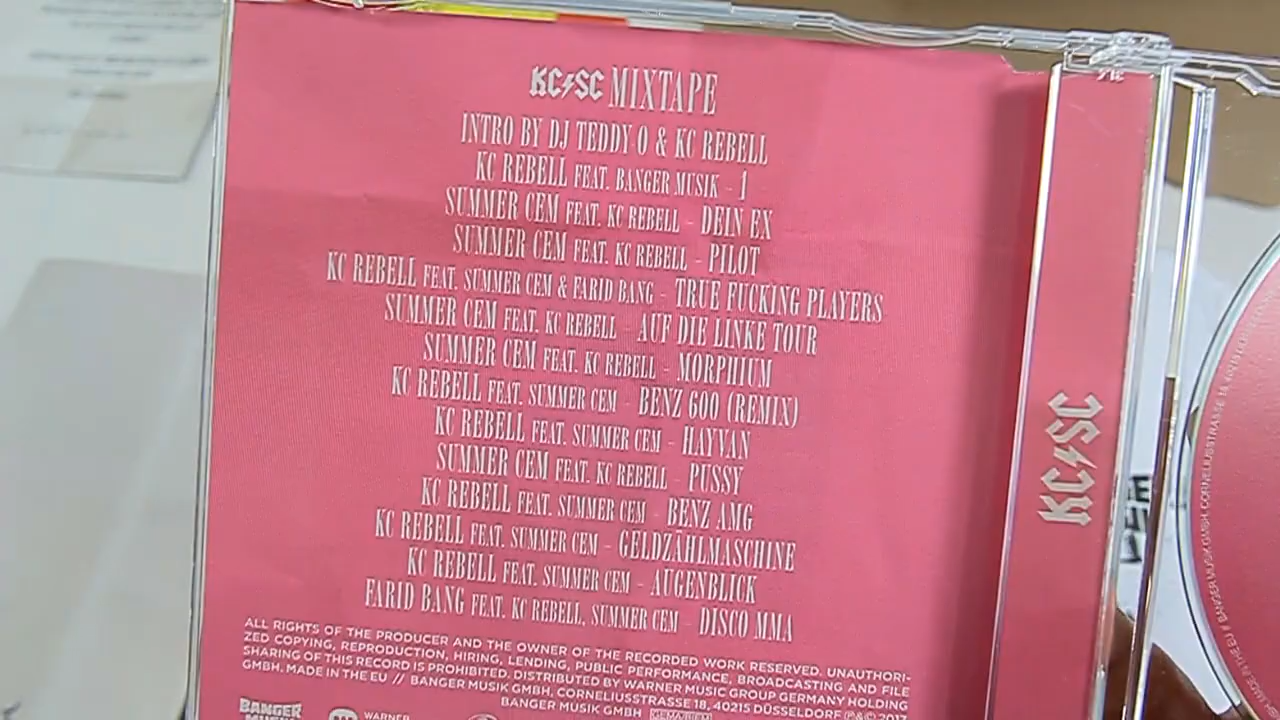 KC⚡SC MIXTAPE
INTRO BY DJ TEDDY-O & KC REBELL
KC REBELL FEAT. BANGER MUSIK - 1
SUMMER CEM FEAT. KC REBELL - DEIN EX
SUMMER CEM FEAT. KC REBELL - PILOT
KC REBELL FEAT. SUMMER CEM & FARID BANG - TRUE FUCKING PLAYERS
SUMMER CEM FEAT. KC REBELL - AUF DIE LINKE TOUR
SUMMER CEM FEAT. KC REBELL - MORPHIUM
KC REBELL FEAT. SUMMER CEM - BENZ 600 (REMIX)
KC REBELL FEAT. SUMMER CEM - HAYVAN
SUMMER CEM FEAT. KC REBELL - PUSSY
KC REBELL FEAT. SUMMER CEM - BENZ AMG
KC REBELL FEAT. SUMMER CEM - GELDZÄHLMASCHINE
KC REBELL FEAT. SUMMER CEM - AUGENBLICK
FARID BANG FEAT. KC REBELL, SUMMER CEM - DISCO MMA
ALL RIGHTS OF THE PRODUCER AND THE OWNER OF THE RECORDED WORK RESERVED. UNAUTHORI-
ZED COPYING, REPRODUCTION, HIRING, LENDING, PUBLIC PERFORMANCE, BROADCASTING AND FILE
SHARING OF THIS RECORD IS PROHIBITED. DISTRIBUTED BY WARNER MUSIC GROUP GERMANY HOLDING
GMBH. MADE IN THE EU // BANGER MUSIK GMBH, CORNELIUSSTRASSE 18, 40215 DÜSSELDORF ℗&© 2017
BANGER MUSIK GMBH
BANGER
WARNER
KC⚡SC